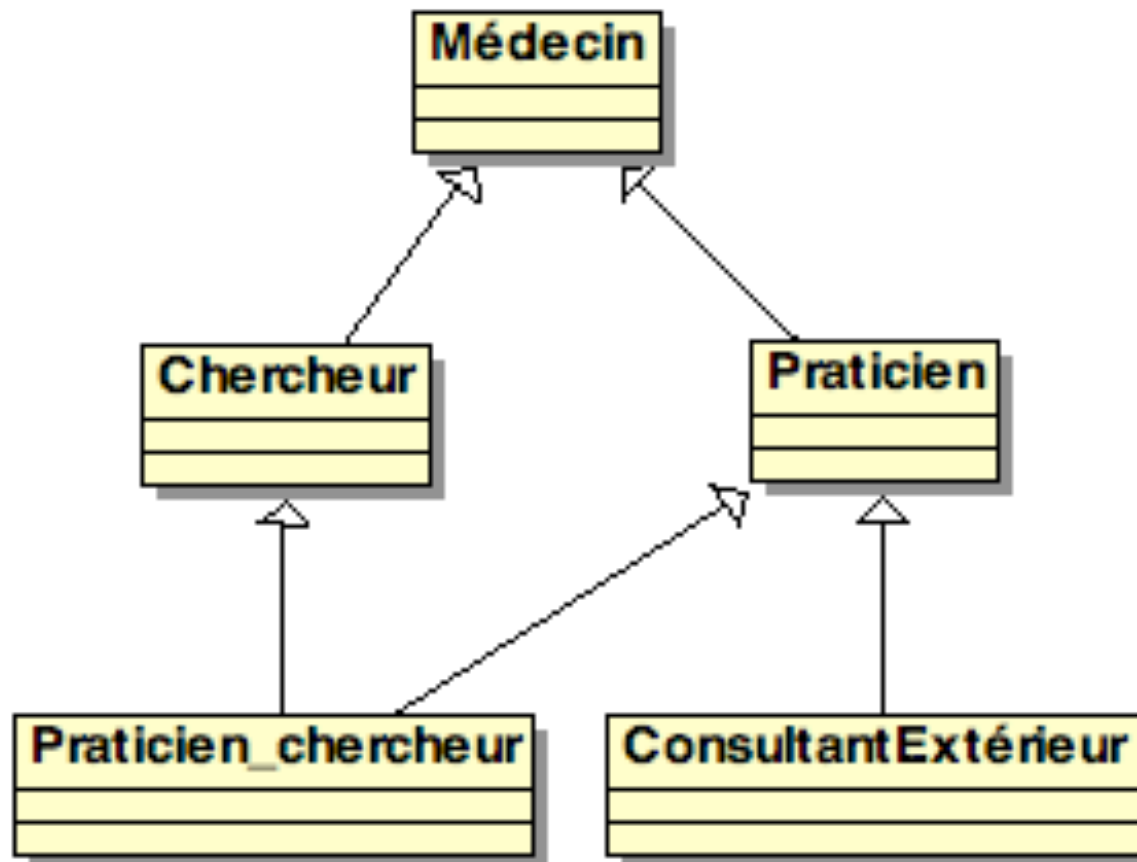 Médecin
Chercheur
Praticien
Praticien_chercheur
ConsultantExtérieur